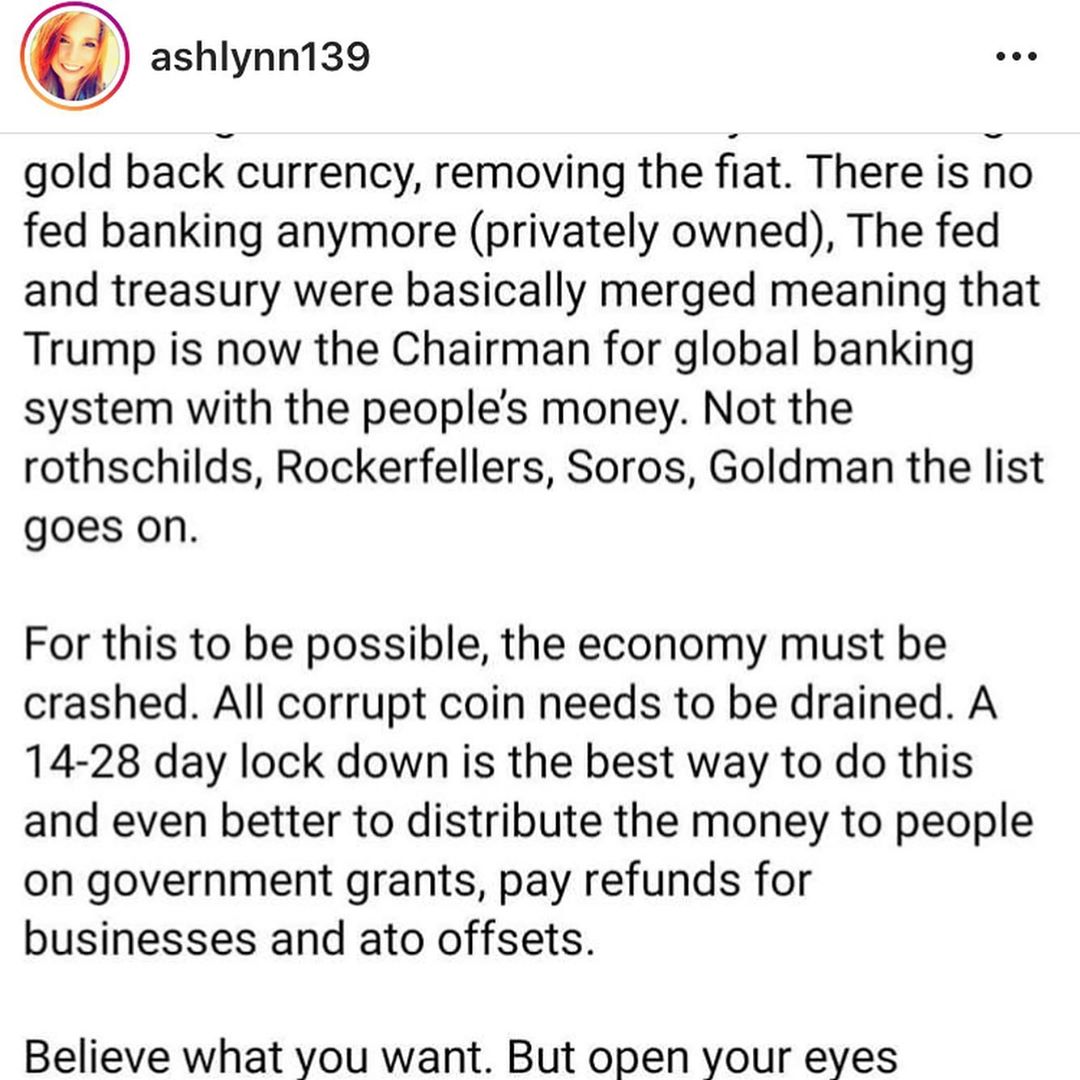 ashlynn139
gold back currency, removing the fiat. There is no
fed banking anymore (privately owned), The fed
and treasury were basically merged meaning that
Trump is now the Chairman for global banking
system with the people's money. Not the
rothschilds, Rockerfellers, Soros, Goldman the list
goes on.
For this to be possible, the economy must be
crashed. All corrupt coin needs to be drained. A
14-28 day lock down is the best way to do this
and even better to distribute the money to people
on government grants, pay refunds for
businesses and ato offsets.
Believe what you want. But open your eyes